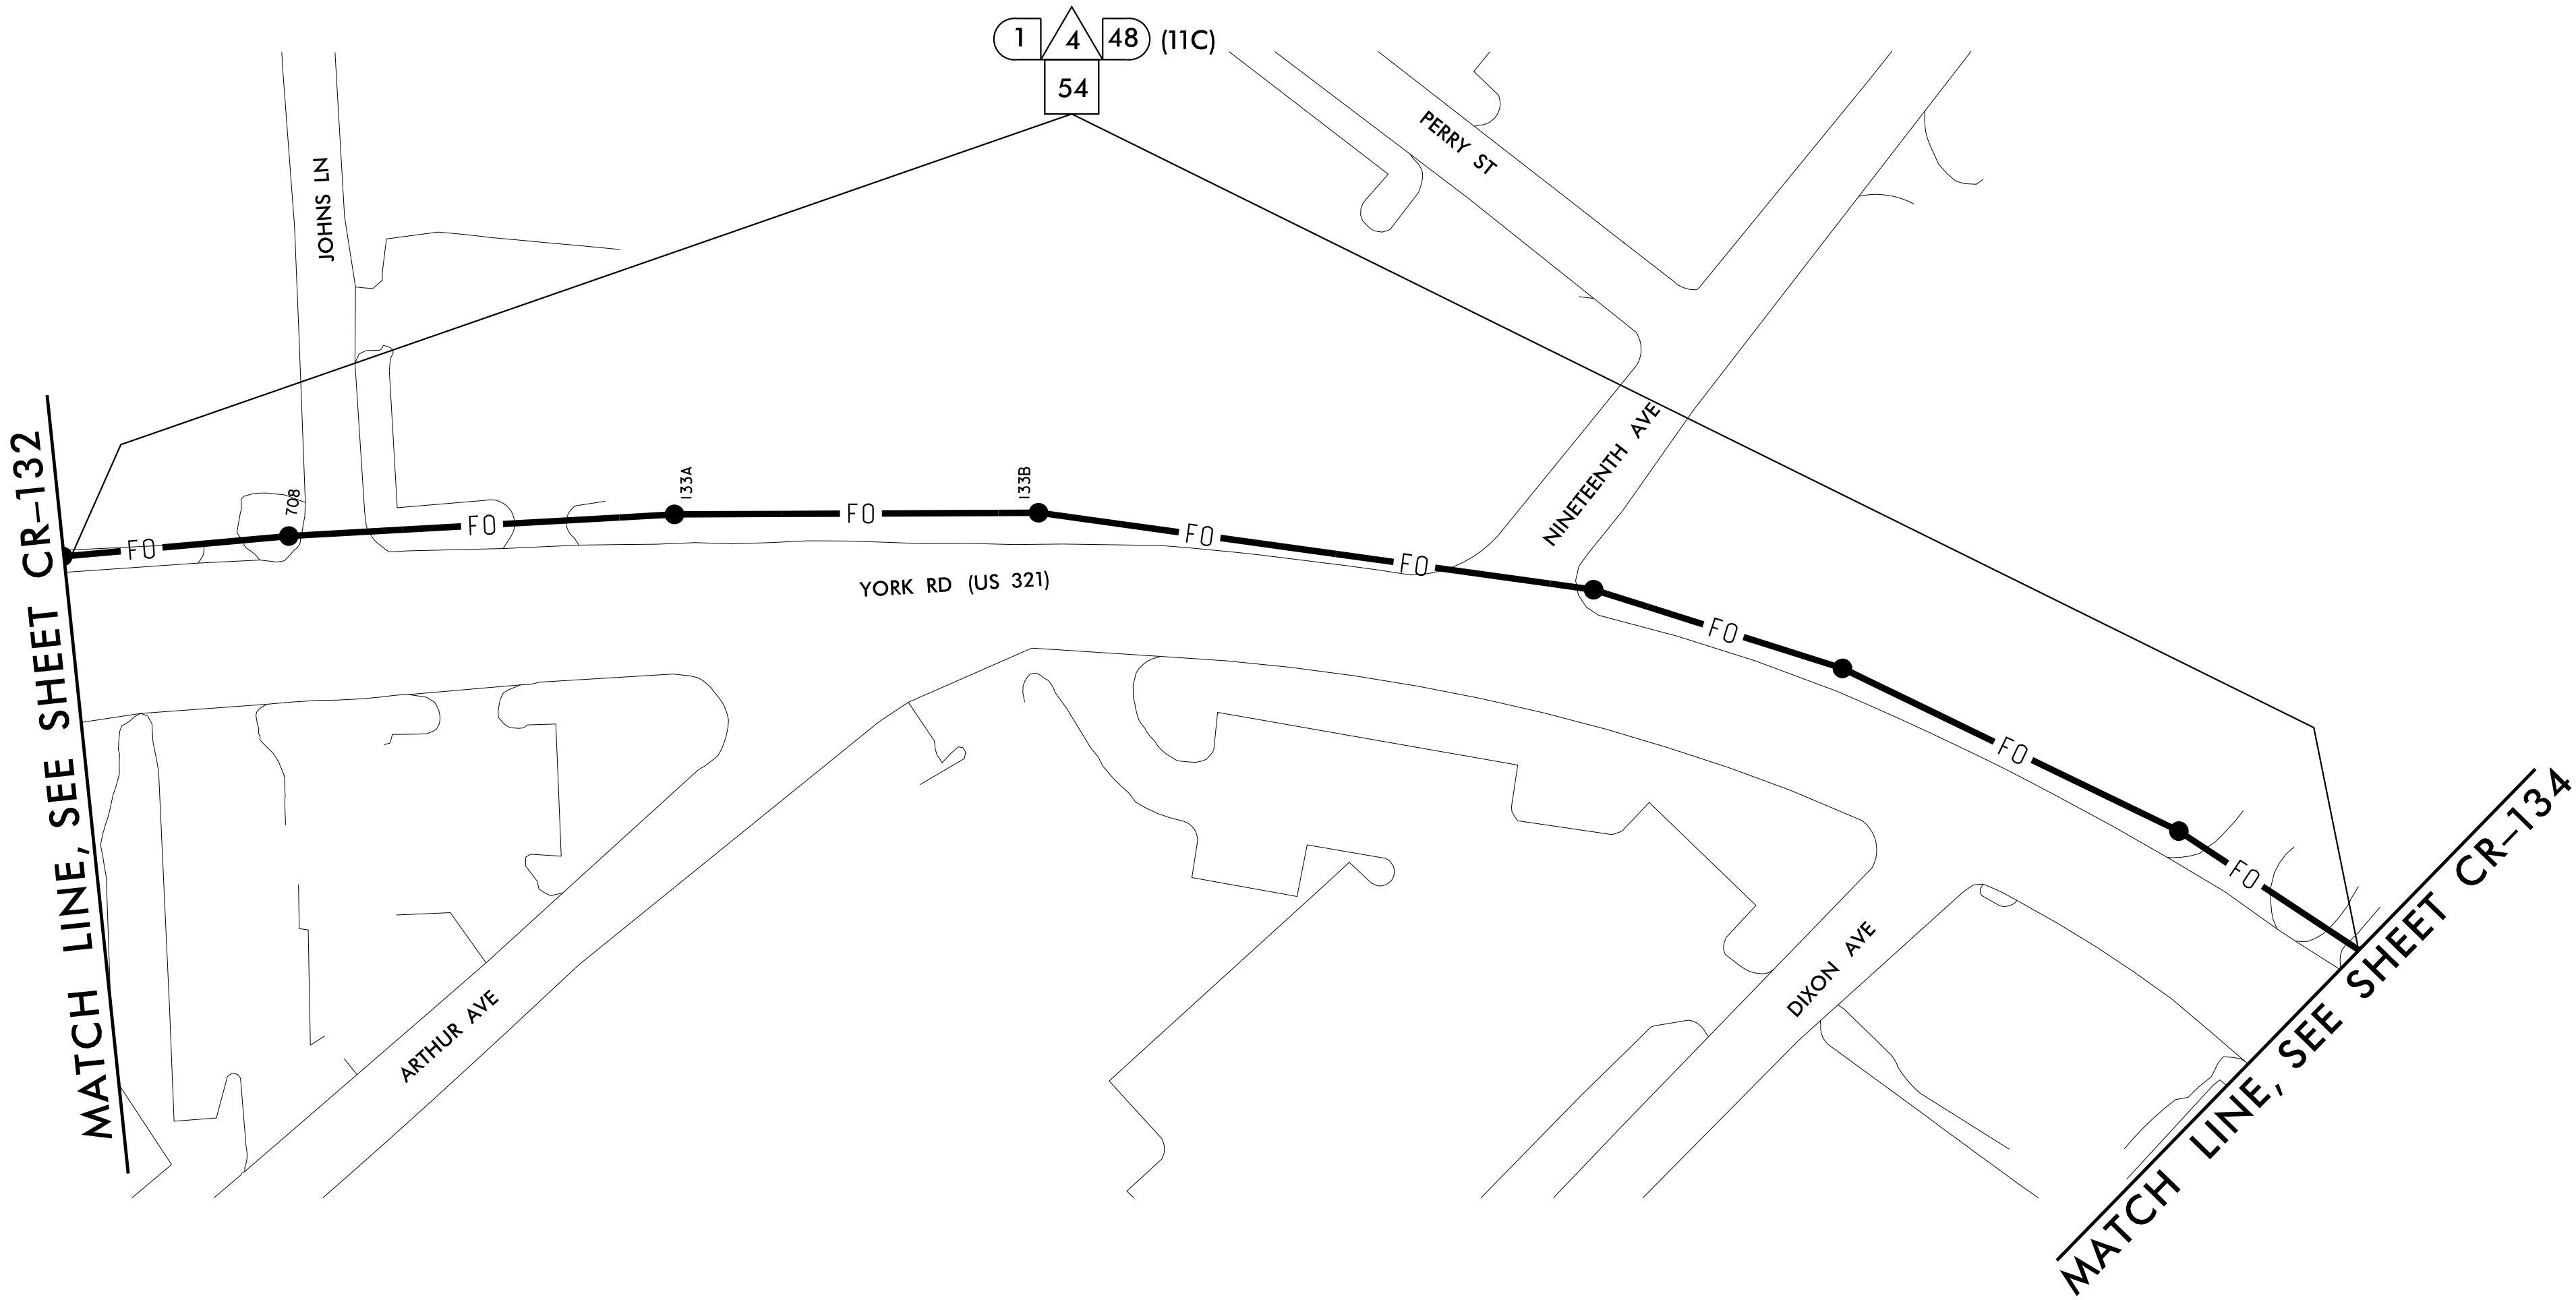 1 4 48 (11C)
54
PERRY ST
JOHNS LN
NINETEENTH AVE
MATCH LINE, SEE SHEET CR-132
708
133A
133B
FO
FO
FO
FO
FO
FO
FO
FO
YORK RD (US 321)
ARTHUR AVE
DIXON AVE
MATCH LINE, SEE SHEET CR-134